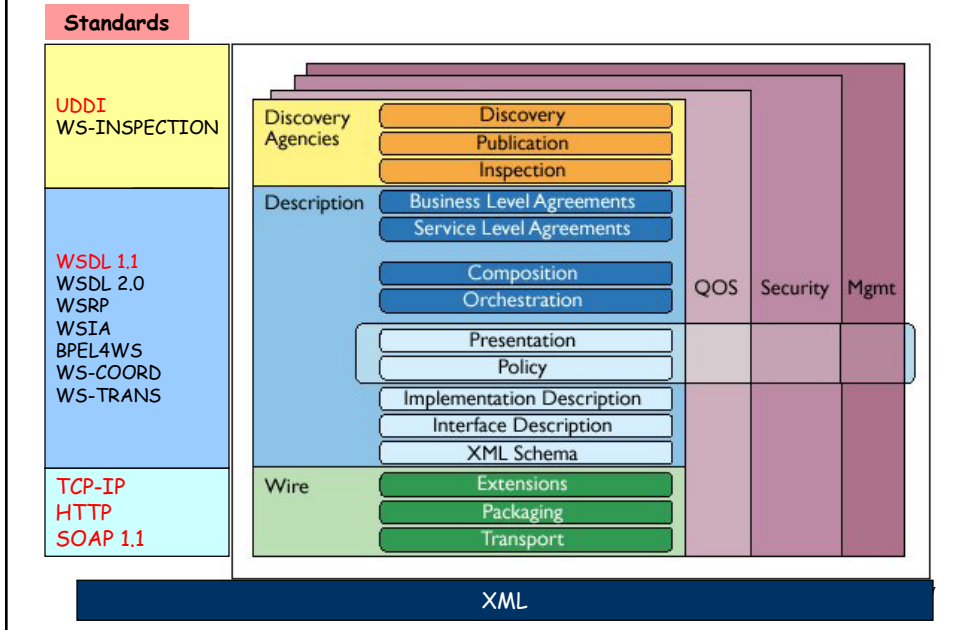 Standards
UDDI
WS-INSPECTION
WSDL 1.1
WSDL 2.0
WSRP
WSIA
BPEL4WS
WS-COORD
WS-TRANS
TCP-IP
HTTP
SOAP 1.1
Discovery
Agencies
Discovery
Publication
Inspection
Description
Business Level Agreements
Service Level Agreements
Composition
Orchestration
Presentation
Policy
Implementation Description
Interface Description
XML Schema
Wire
Extensions
Packaging
Transport
QOS
Security
Mgmt
XML